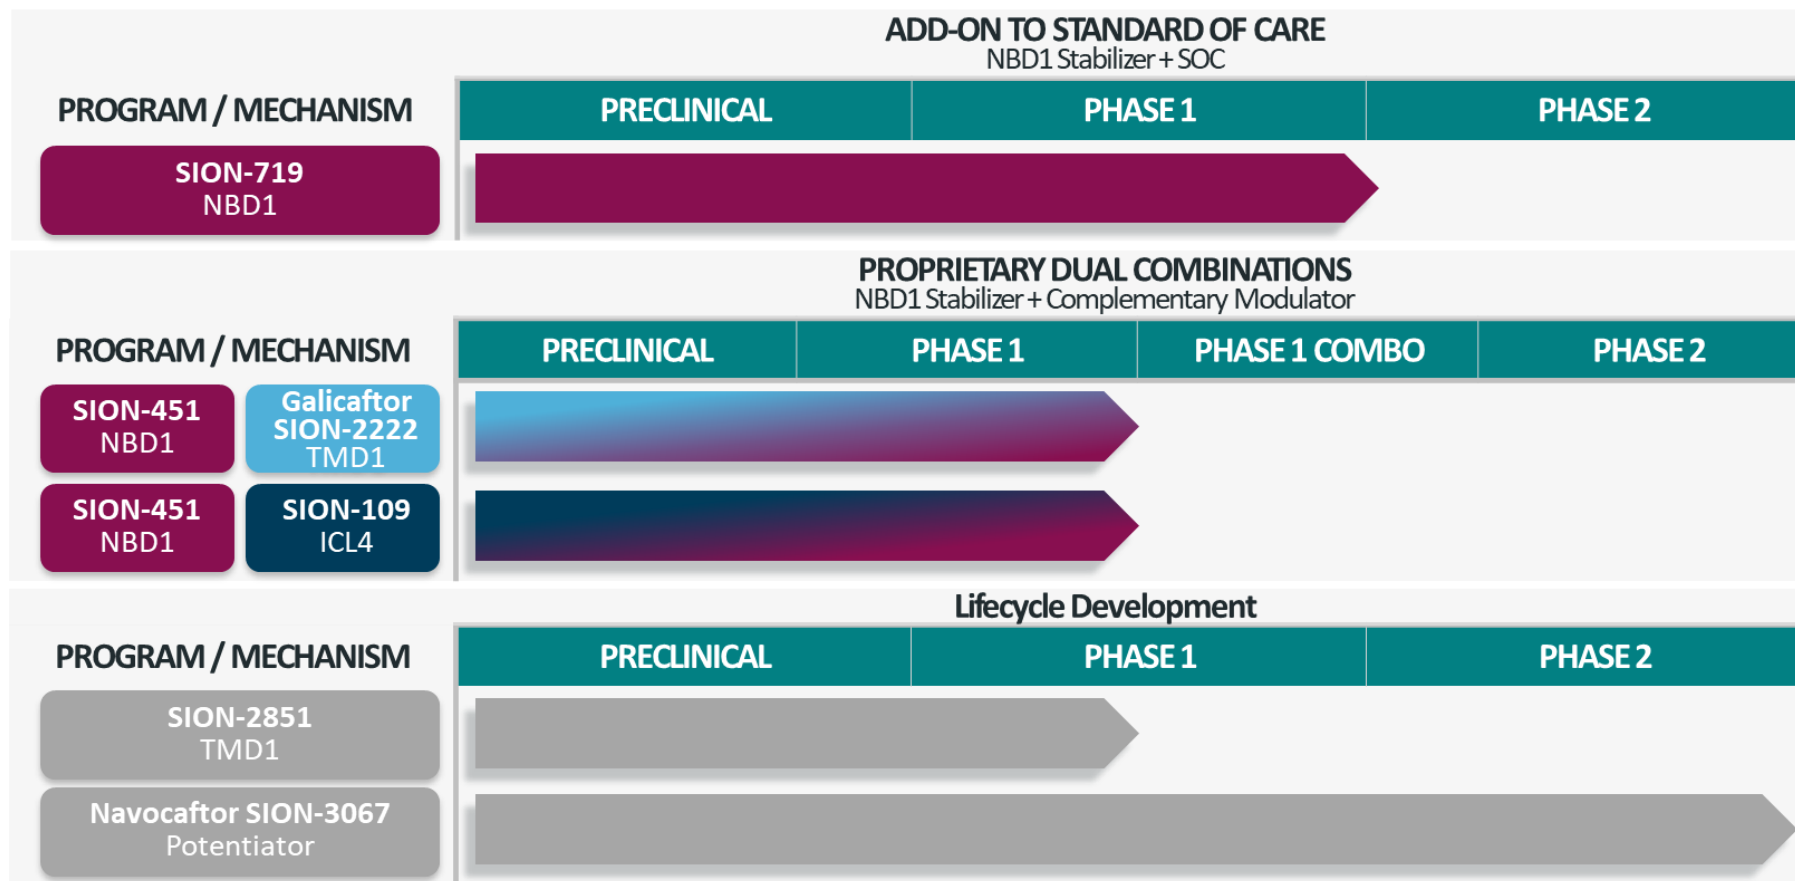 ADD-ON TO STANDARD OF CARE
NBD1 Stabilizer + SOC
PROGRAM / MECHANISM
PRECLINICAL
PHASE 1
PHASE 2
SION-719
NBD1
PROPRIETARY DUAL COMBINATIONS
NBD1 Stabilizer + Complementary Modulator
PROGRAM / MECHANISM
PRECLINICAL
PHASE 1
PHASE 1 COMBO
PHASE 2
SION-451
NBD1
Galicaftor
SION-2222
TMD1
SION-451
NBD1
SION-109
ICL4
Lifecycle Development
PROGRAM / MECHANISM
PRECLINICAL
PHASE 1
PHASE 2
SION-2851
TMD1
Navocaftor SION-3067
Potentiator